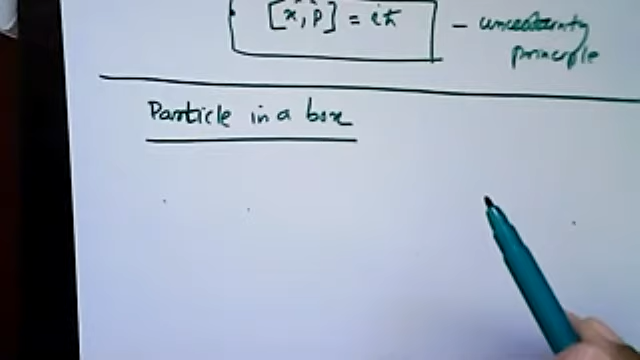 [x̂, p̂] = iħ – uncertainty
principle
Particle in a box